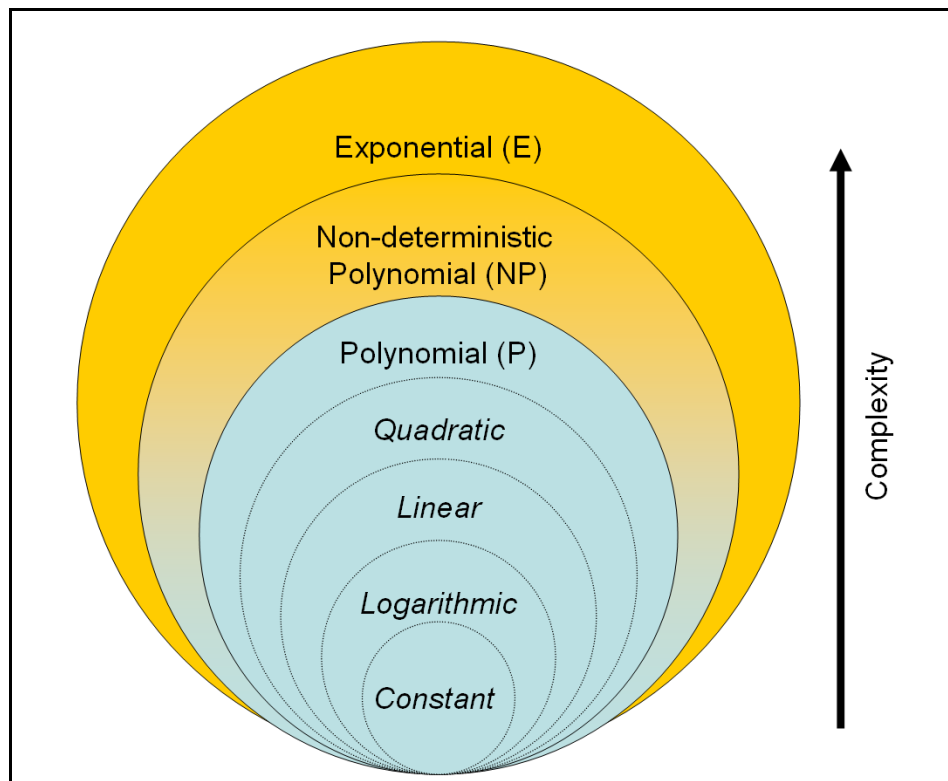 Exponential (E)
Non-deterministic
Polynomial (NP)
Polynomial (P)
Quadratic
Linear
Logarithmic
Constant
Complexity